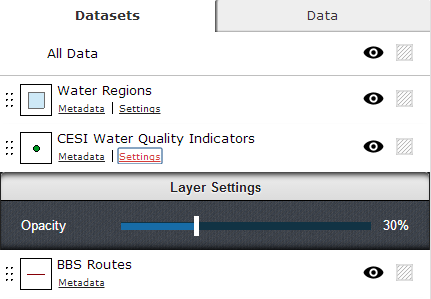 Datasets Data
All Data
Water Regions
Metadata | Settings
CESI Water Quality Indicators
Metadata | Settings
Layer Settings
Opacity 30%
BBS Routes
Metadata